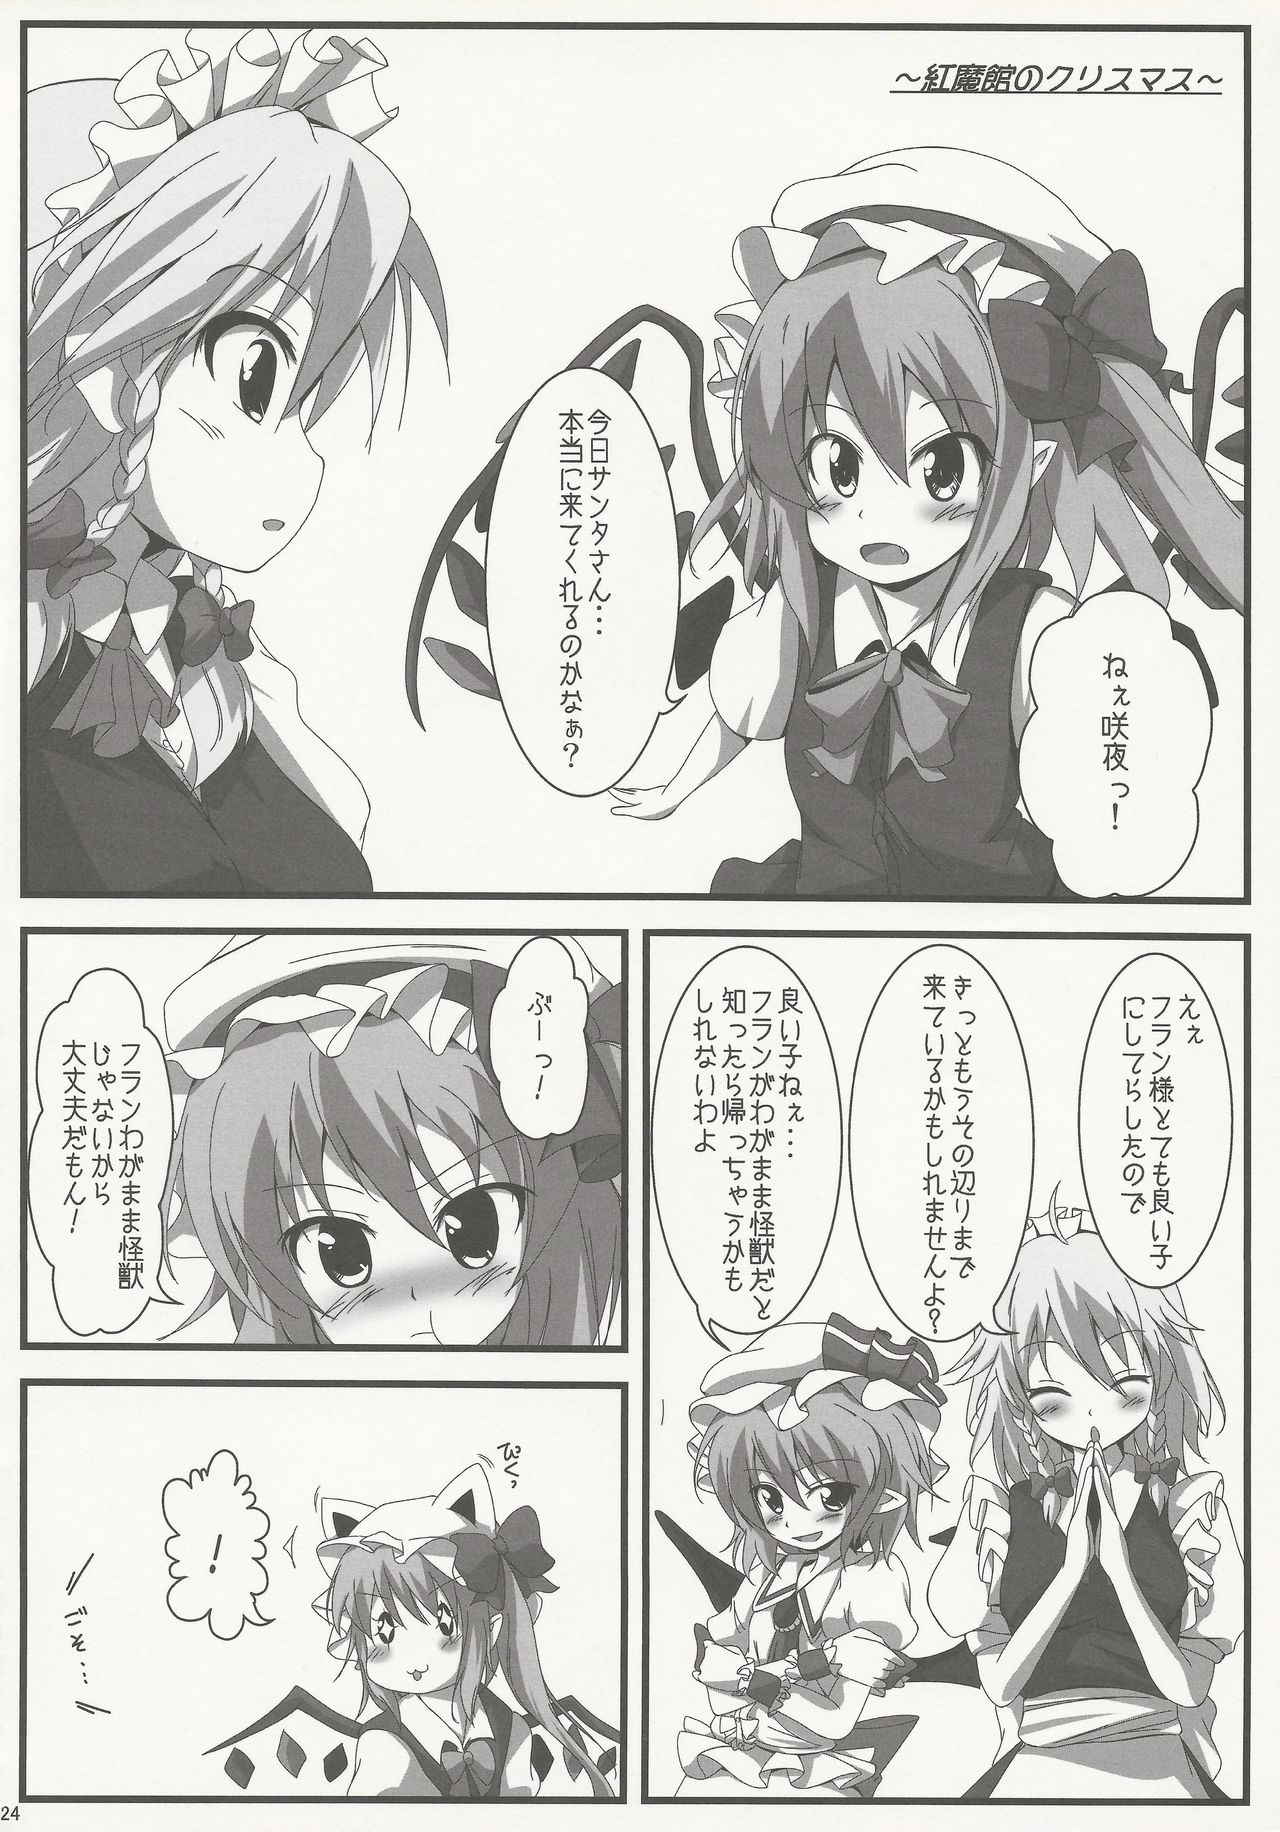 ～紅魔館のクリスマス～
ねぇ咲夜っ！
今日サンタさん・・・
本当に来てくれるのかなぁ？
えぇ
フラン様とても良い子
にしてらしたので
きっともうその辺りまで
来ているかもしれませんよ？
良い子ねぇ・・・
フランがわがまま怪獣だと
知ったら帰っちゃうかも
しれないわよ
ぶーっ！
フランわがまま怪獣
じゃないから
大丈夫だもん！
ぴくっ
！
ごそ・・・
24